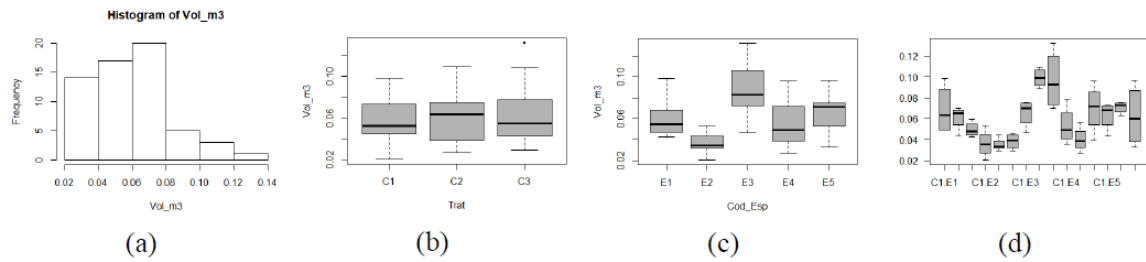 Histogram of Vol_m3
Frequency
0 5 10 15 20
0.02 0.04 0.06 0.08 0.10 0.12 0.14
Vol_m3
(a)
Vol_m3
0.02 0.06 0.10
C1 C2 C3
Trat
(b)
Vol_m3
0.02 0.06 0.10
E1 E2 E3 E4 E5
Cod_Esp
(c)
0.02 0.04 0.06 0.08 0.10 0.12
C1.E1 C1.E2 C1.E3 C1.E4 C1.E5
(d)